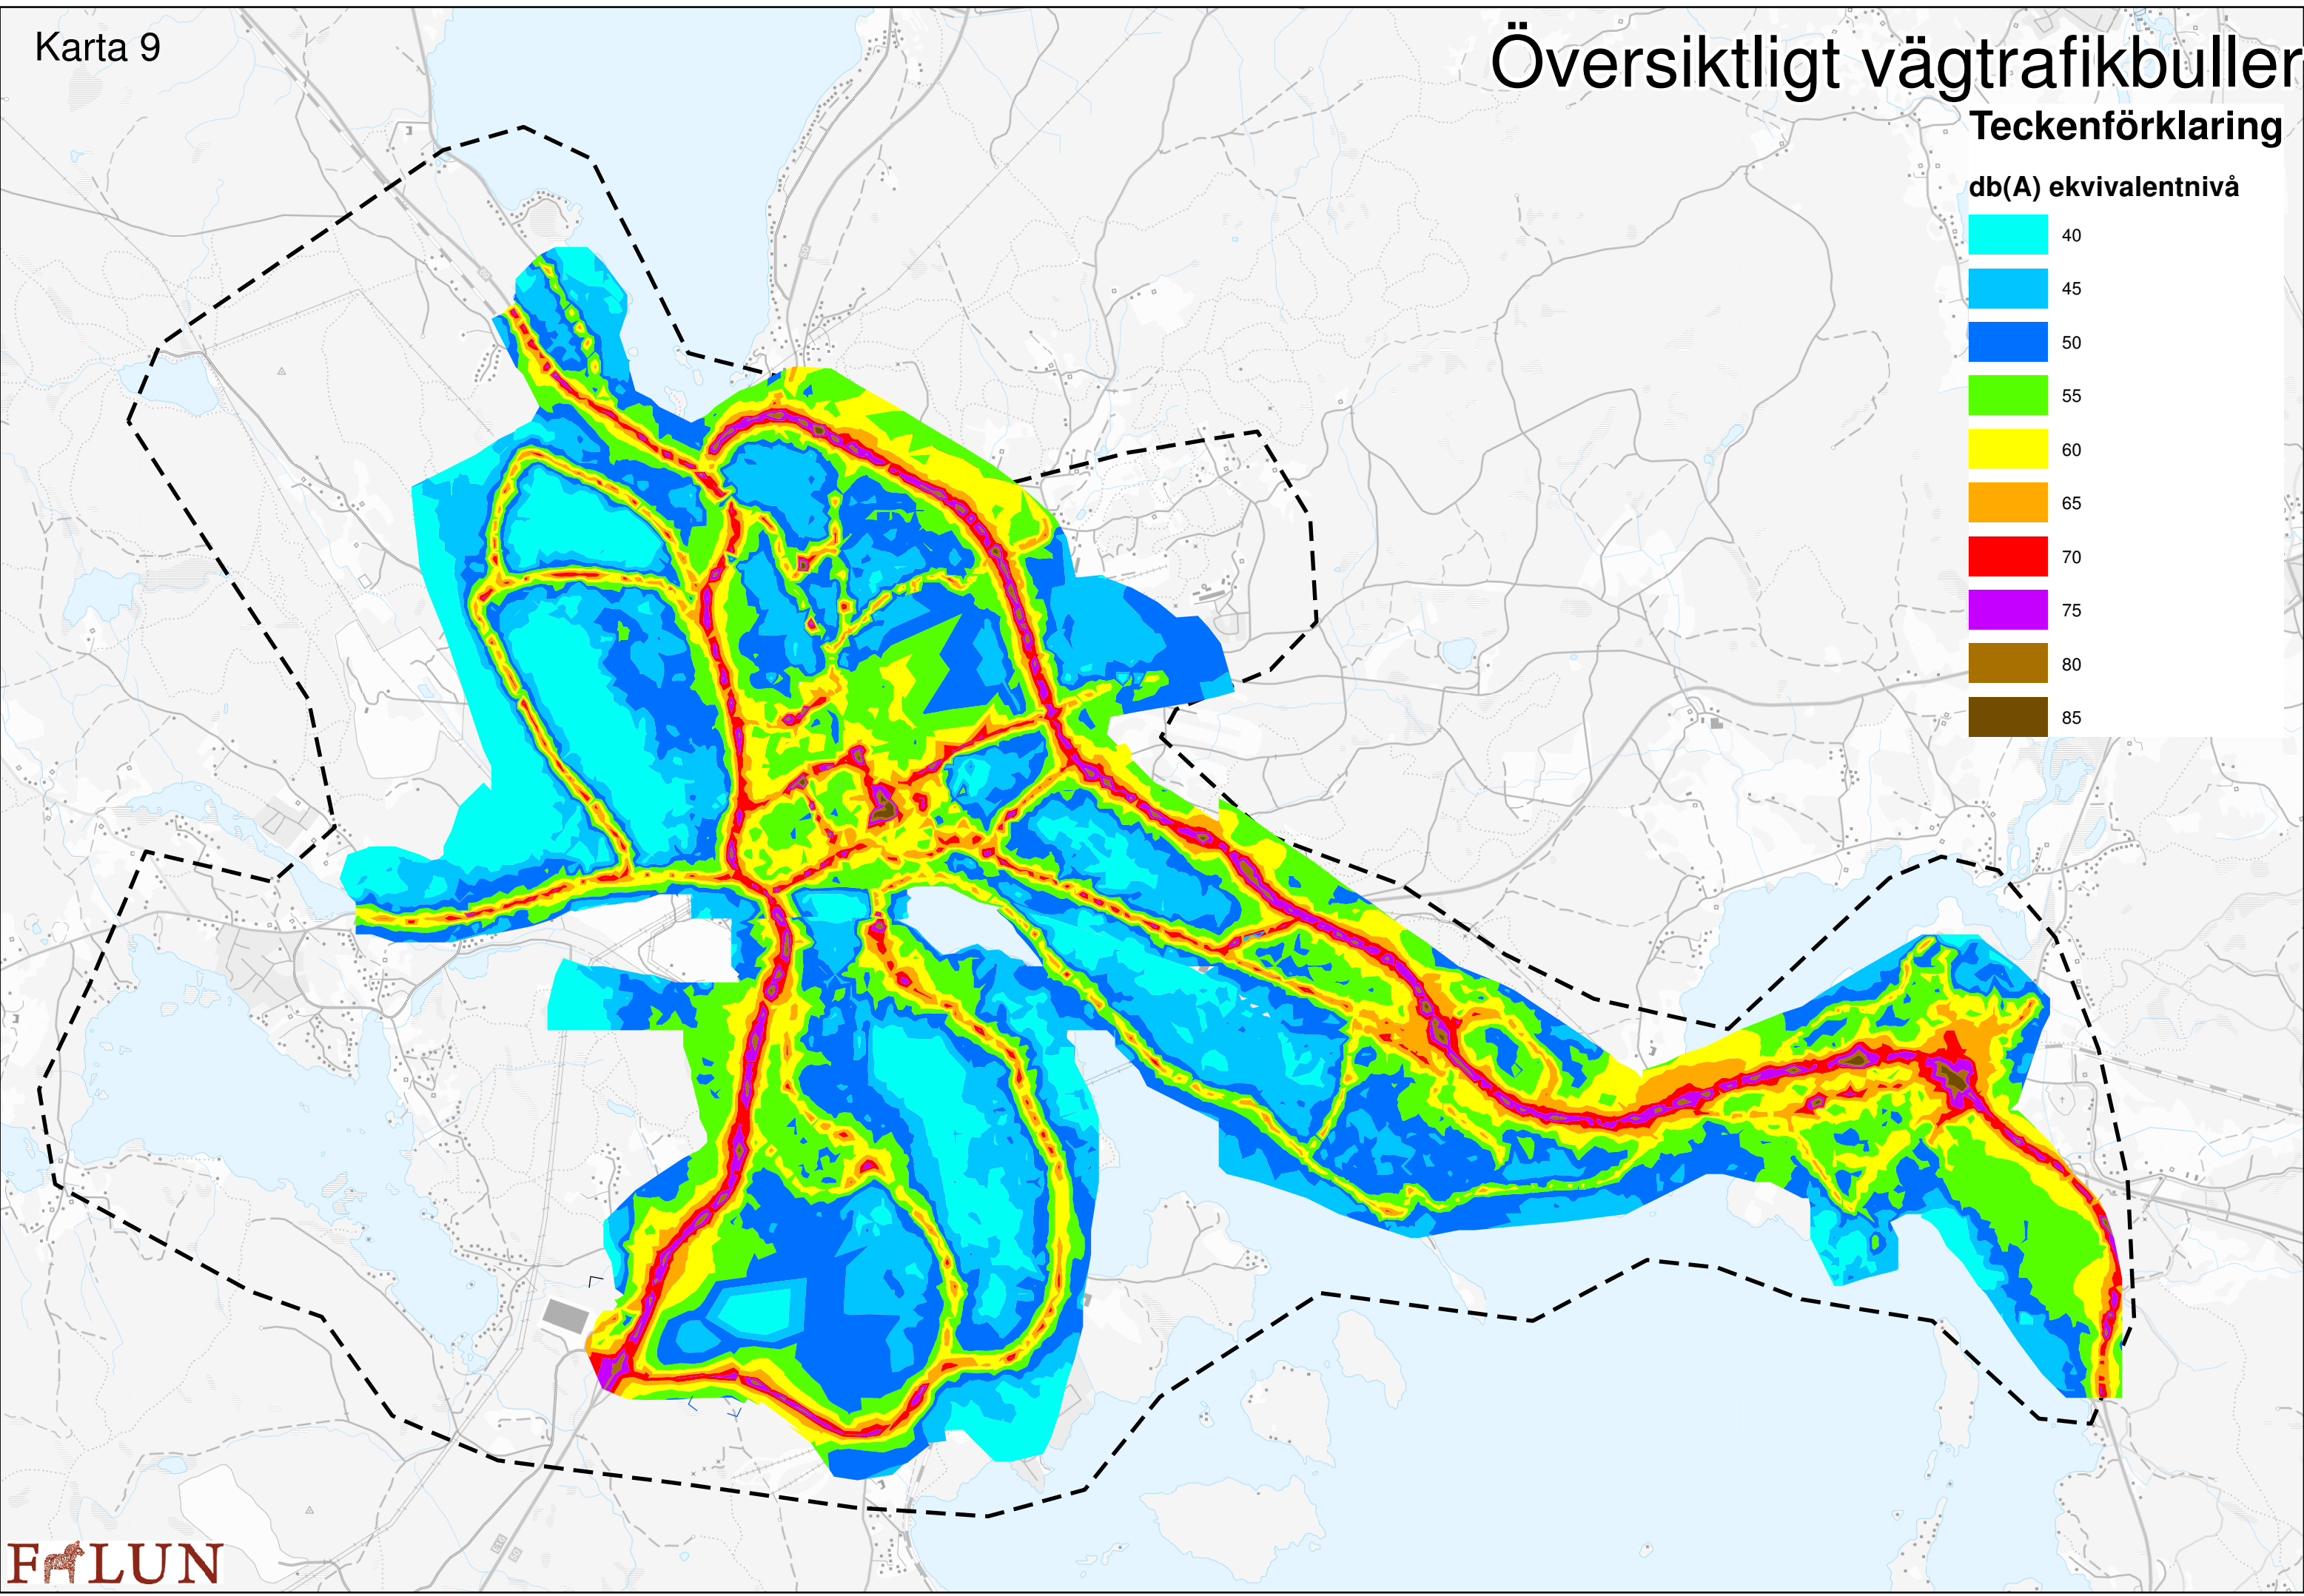 Karta 9
Översiktligt vägtrafikbuller
Teckenförklaring
db(A) ekvivalentnivå
40
45
50
55
60
65
70
75
80
85
FALUN